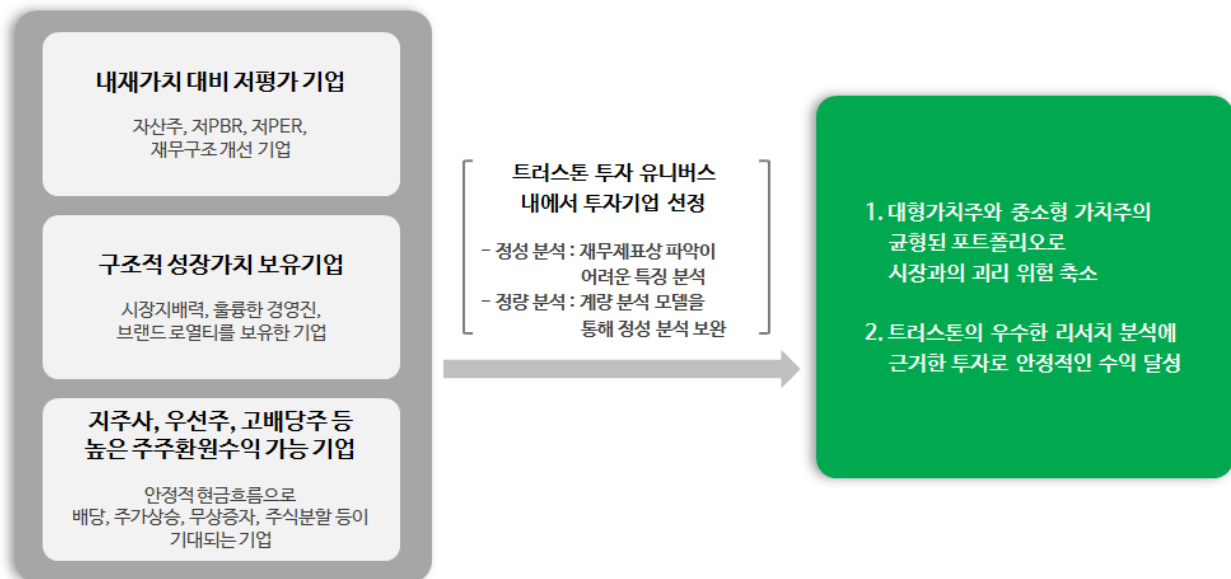 내재가치 대비 저평가 기업
자산주, 저PBR, 저PER,
재무구조 개선 기업
구조적 성장가치 보유기업
시장지배력, 훌륭한 경영진,
브랜드 로열티를 보유한 기업
지주사, 우선주, 고배당주 등
높은 주주환원수익 가능 기업
안정적 현금흐름으로
배당, 주가상승, 무상증자, 주식분할 등이
기대되는 기업
트러스톤 투자 유니버스
내에서 투자기업 선정
- 정성 분석 : 재무제표상 파악이
어려운 특징 분석
- 정량 분석 : 계량 분석 모델을
통해 정성 분석 보완
1. 대형가치주와 중소형 가치주의
균형된 포트폴리오로
시장과의 괴리 위험 축소
2. 트러스톤의 우수한 리서치 분석에
근거한 투자로 안정적인 수익 달성